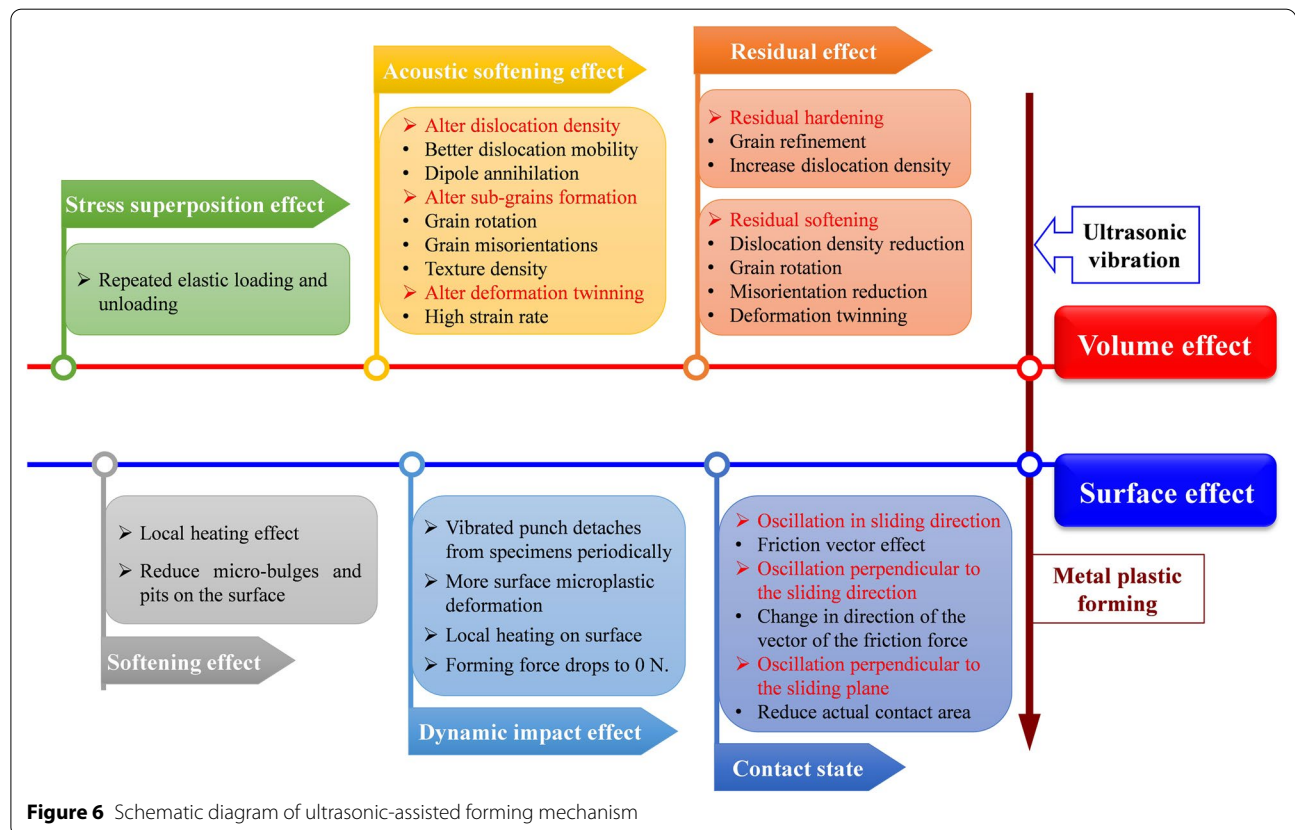 Stress superposition effect
➢ Repeated elastic loading and
unloading
Acoustic softening effect
➢ Alter dislocation density
• Better dislocation mobility
• Dipole annihilation
➢ Alter sub-grains formation
• Grain rotation
• Grain misorientations
• Texture density
➢ Alter deformation twinning
• High strain rate
Residual effect
➢ Residual hardening
• Grain refinement
• Increase dislocation density
➢ Residual softening
• Dislocation density reduction
• Grain rotation
• Misorientation reduction
• Deformation twinning
Ultrasonic
vibration
Volume effect
➢ Local heating effect
➢ Reduce micro-bulges and
pits on the surface
Softening effect
➢ Vibrated punch detaches
from specimens periodically
➢ More surface microplastic
deformation
➢ Local heating on surface
➢ Forming force drops to 0 N.
Dynamic impact effect
➢ Oscillation in sliding direction
• Friction vector effect
➢ Oscillation perpendicular to
the sliding direction
• Change in direction of the
vector of the friction force
➢ Oscillation perpendicular to
the sliding plane
• Reduce actual contact area
Contact state
Surface effect
Metal plastic
forming
Figure 6 Schematic diagram of ultrasonic-assisted forming mechanism